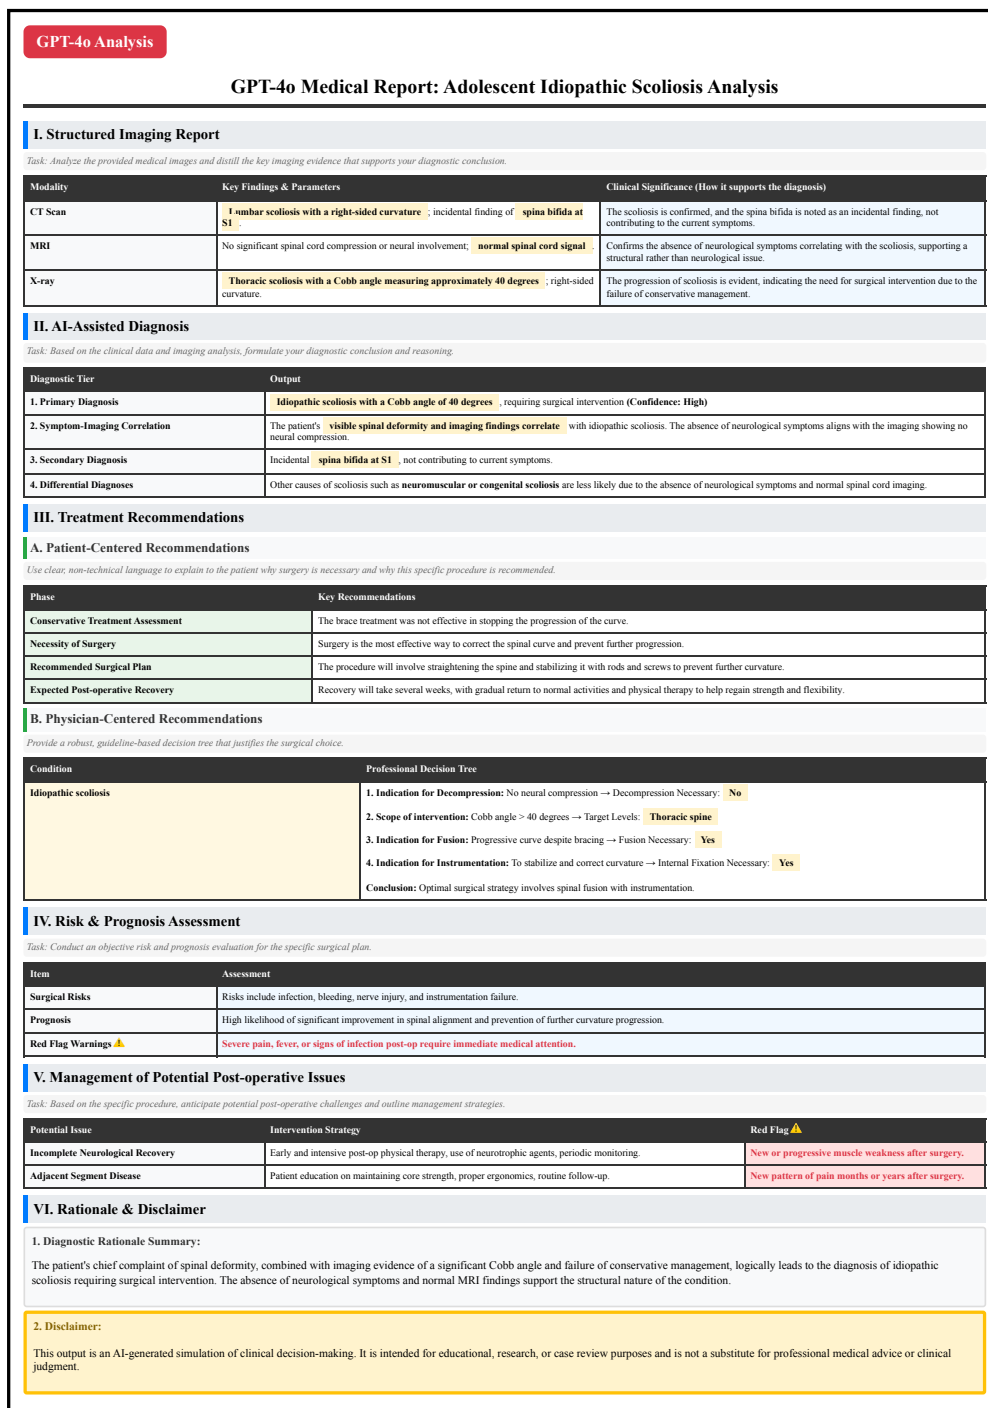 GPT-4o Analysis
GPT-4o Medical Report: Adolescent Idiopathic Scoliosis Analysis
I. Structured Imaging Report
Task: Analyze the provided medical images and distill the key imaging evidence that supports your diagnostic conclusion.
Modality Key Findings & Parameters Clinical Significance (How it supports the diagnosis)
CT Scan Lumbar scoliosis with a right-sided curvature ; incidental finding of spina bifida at The scoliosis is confirmed, and the spina bifida is noted as an incidental finding, not
S1 . contributing to the current symptoms.
MRI No significant spinal cord compression or neural involvement; normal spinal cord signal . Confirms the absence of neurological symptoms correlating with the scoliosis, supporting a
structural rather than neurological issue.
X-ray Thoracic scoliosis with a Cobb angle measuring approximately 40 degrees ; right-sided The progression of scoliosis is evident, indicating the need for surgical intervention due to the
curvature. failure of conservative management.
II. AI-Assisted Diagnosis
Task: Based on the clinical data and imaging analysis, formulate your diagnostic conclusion and reasoning.
Diagnostic Tier Output
1. Primary Diagnosis Idiopathic scoliosis with a Cobb angle of 40 degrees , requiring surgical intervention (Confidence: High)
2. Symptom-Imaging Correlation The patient's visible spinal deformity and imaging findings correlate with idiopathic scoliosis. The absence of neurological symptoms aligns with the imaging showing no
neural compression.
3. Secondary Diagnosis Incidental spina bifida at S1 , not contributing to current symptoms.
4. Differential Diagnoses Other causes of scoliosis such as neuromuscular or congenital scoliosis are less likely due to the absence of neurological symptoms and normal spinal cord imaging.
III. Treatment Recommendations
A. Patient-Centered Recommendations
Use clear, non-technical language to explain to the patient why surgery is necessary and why this specific procedure is recommended.
Phase Key Recommendations
Conservative Treatment Assessment The brace treatment was not effective in stopping the progression of the curve.
Necessity of Surgery Surgery is the most effective way to correct the spinal curve and prevent further progression.
Recommended Surgical Plan The procedure will involve straightening the spine and stabilizing it with rods and screws to prevent further curvature.
Expected Post-operative Recovery Recovery will take several weeks, with gradual return to normal activities and physical therapy to help regain strength and flexibility.
B. Physician-Centered Recommendations
Provide a robust, guideline-based decision tree that justifies the surgical choice.
Condition Professional Decision Tree
Idiopathic scoliosis 1. Indication for Decompression: No neural compression → Decompression Necessary: No
2. Scope of intervention: Cobb angle > 40 degrees → Target Levels: Thoracic spine
3. Indication for Fusion: Progressive curve despite bracing → Fusion Necessary: Yes
4. Indication for Instrumentation: To stabilize and correct curvature → Internal Fixation Necessary: Yes
Conclusion: Optimal surgical strategy involves spinal fusion with instrumentation.
IV. Risk & Prognosis Assessment
Task: Conduct an objective risk and prognosis evaluation for the specific surgical plan.
Item Assessment
Surgical Risks Risks include infection, bleeding, nerve injury, and instrumentation failure.
Prognosis High likelihood of significant improvement in spinal alignment and prevention of further curvature progression.
Red Flag Warnings ⚠ Severe pain, fever, or signs of infection post-op require immediate medical attention.
V. Management of Potential Post-operative Issues
Task: Based on the specific procedure, anticipate potential post-operative challenges and outline management strategies.
Potential Issue Intervention Strategy Red Flag ⚠
Incomplete Neurological Recovery Early and intensive post-op physical therapy, use of neurotrophic agents, periodic monitoring. New or progressive muscle weakness after surgery.
Adjacent Segment Disease Patient education on maintaining core strength, proper ergonomics, routine follow-up. New pattern of pain months or years after surgery.
VI. Rationale & Disclaimer
1. Diagnostic Rationale Summary:
The patient's chief complaint of spinal deformity, combined with imaging evidence of a significant Cobb angle and failure of conservative management, logically leads to the diagnosis of idiopathic
scoliosis requiring surgical intervention. The absence of neurological symptoms and normal MRI findings support the structural nature of the condition.
2. Disclaimer:
This output is an AI-generated simulation of clinical decision-making. It is intended for educational, research, or case review purposes and is not a substitute for professional medical advice or clinical
judgment.